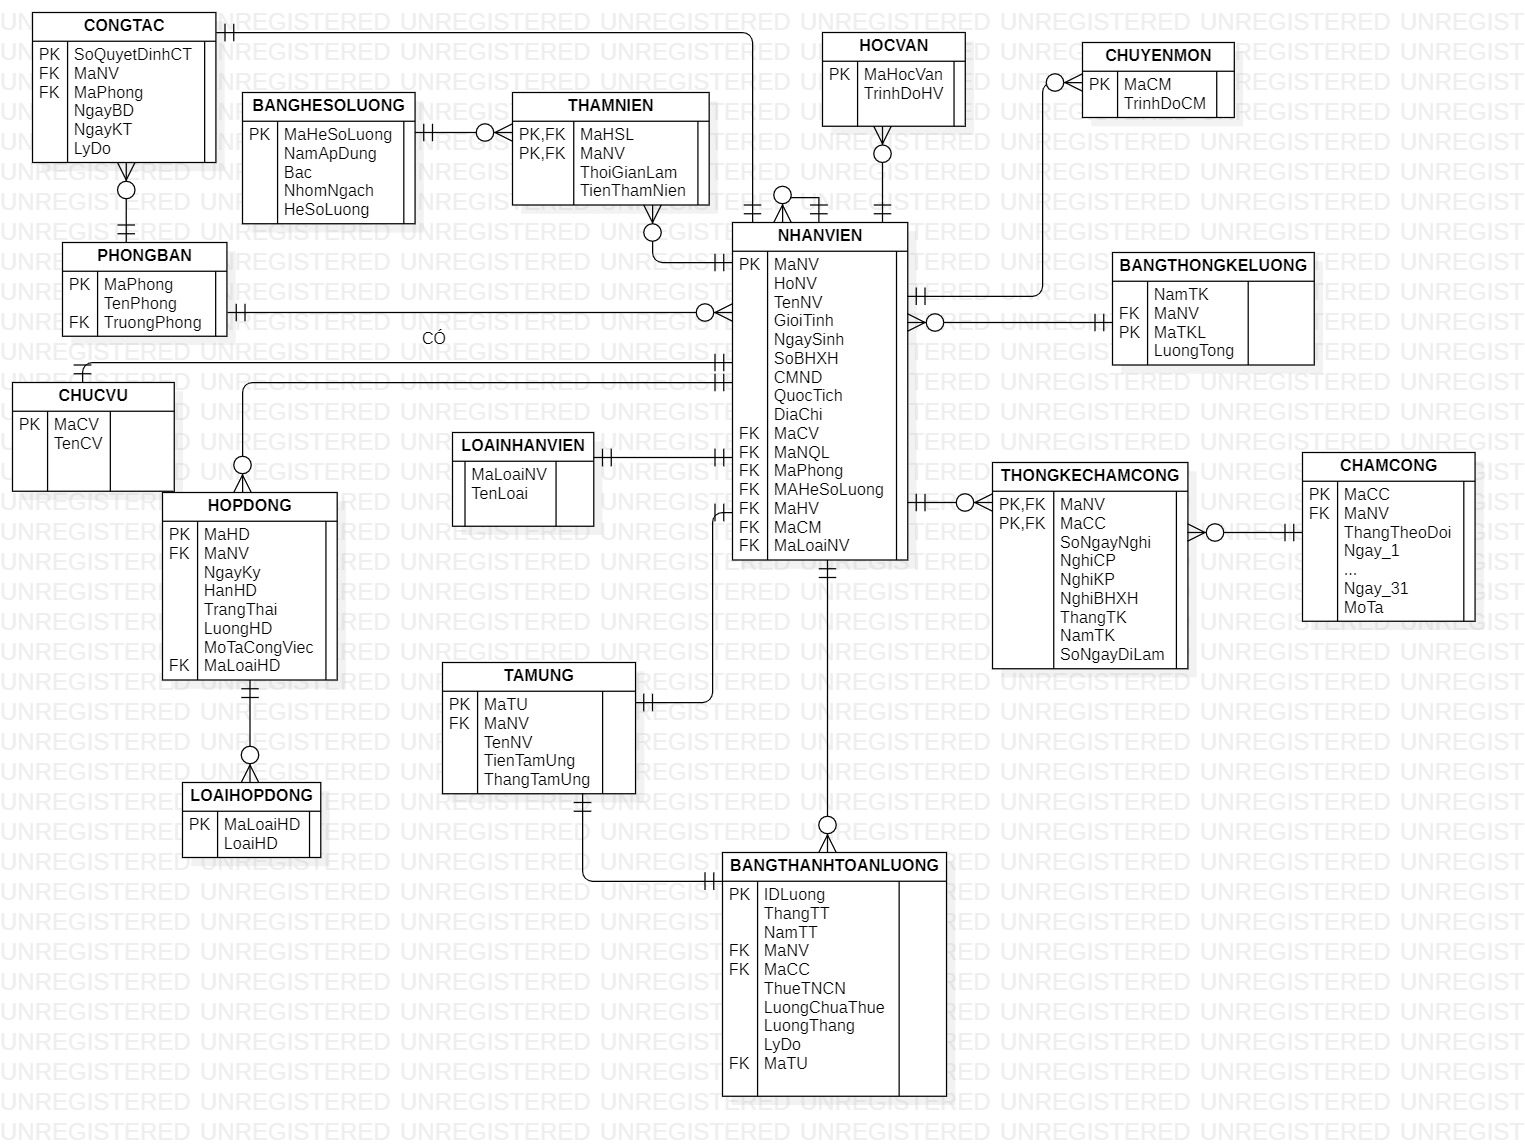 CONGTAC
PK SoQuyetDinhCT
FK MaNV
FK MaPhong
NgayBD
NgayKT
LyDo
BANGHESOLUONG
PK MaHeSoLuong
NamApDung
Bac
NhomNgach
HeSoLuong
THAMNIEN
PK,FK MaHSL
PK,FK MaNV
ThoiGianLam
TienThamNien
HOCVAN
PK MaHocVan
TrinhDoHV
CHUYENMON
PK MaCM
TrinhDoCM
PHONGBAN
PK MaPhong
TenPhong
FK TruongPhong
CÓ
NHANVIEN
PK MaNV
HoNV
TenNV
GioiTinh
NgaySinh
SoBHXH
CMND
QuocTich
DiaChi
FK MaCV
FK MaNQL
FK MaPhong
FK MAHeSoLuong
FK MaHV
FK MaCM
FK MaLoaiNV
BANGTHONGKELUONG
NamTK
FK MaNV
PK MaTKL
LuongTong
CHUCVU
PK MaCV
TenCV
LOAINHANVIEN
MaLoaiNV
TenLoai
HOPDONG
PK MaHD
FK MaNV
NgayKy
HanHD
TrangThai
LuongHD
MoTaCongViec
FK MaLoaiHD
THONGKECHAMCONG
PK,FK MaNV
PK,FK MaCC
SoNgayNghi
NghiCP
NghiKP
NghiBHXH
ThangTK
NamTK
SoNgayDiLam
CHAMCONG
PK MaCC
FK MaNV
ThangTheoDoi
Ngay_1
...
Ngay_31
MoTa
TAMUNG
PK MaTU
FK MaNV
TenNV
TienTamUng
ThangTamUng
LOAIHOPDONG
PK MaLoaiHD
LoaiHD
BANGTHANHTOANLUONG
PK IDLuong
ThangTT
NamTT
FK MaNV
FK MaCC
ThueTNCN
LuongChuaThue
LuongThang
LyDo
FK MaTU
UNREGISTERED